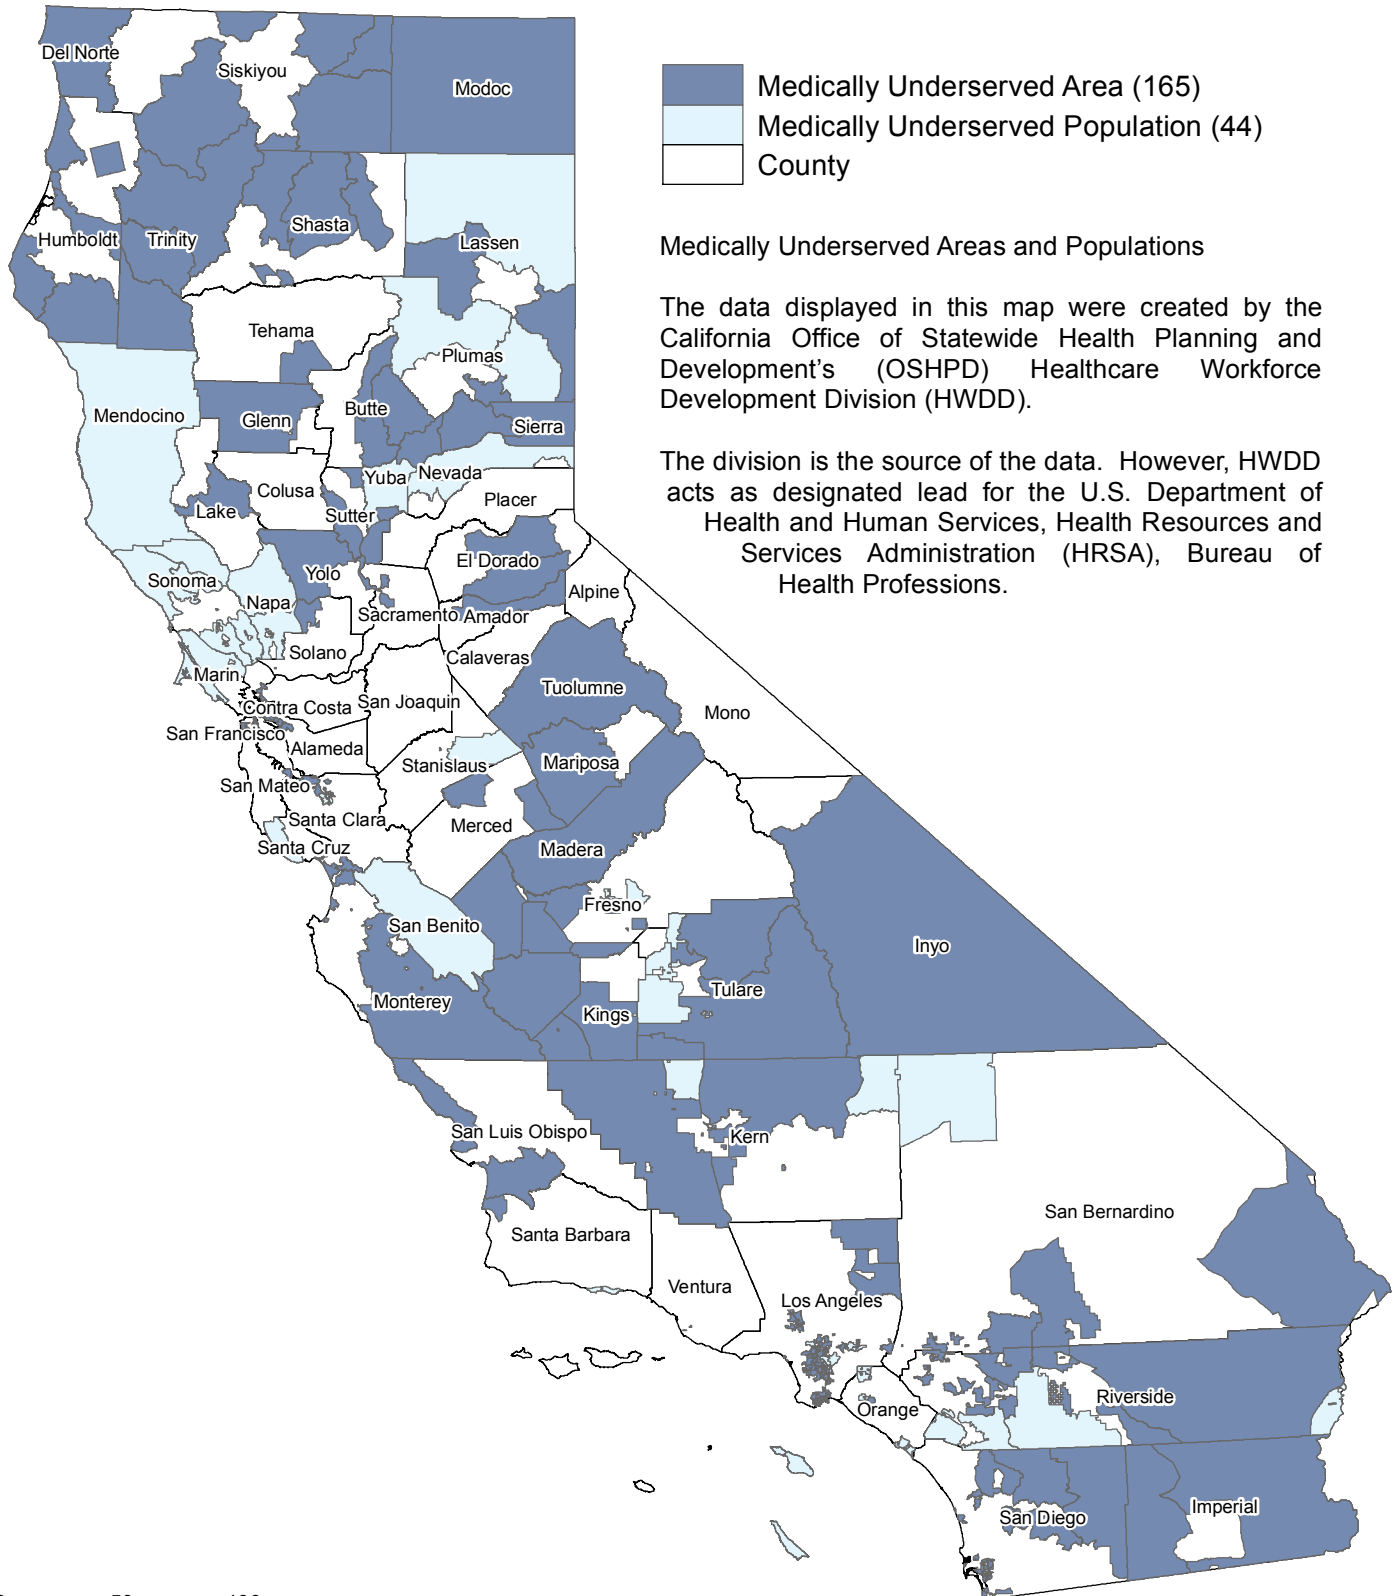 Medically Underserved Area (165)
Medically Underserved Population (44)
County
Medically Underserved Areas and Populations
The data displayed in this map were created by the
California Office of Statewide Health Planning and
Development's (OSHPD) Healthcare Workforce
Development Division (HWDD).
The division is the source of the data. However, HWDD
acts as designated lead for the U.S. Department of
Health and Human Services, Health Resources and
Services Administration (HRSA), Bureau of
Health Professions.
Del Norte
Siskiyou
Modoc
Humboldt
Trinity
Shasta
Lassen
Tehama
Plumas
Mendocino
Glenn
Butte
Sierra
Colusa
Yuba
Nevada
Lake
Sutter
Placer
Sonoma
Napa
Yolo
El Dorado
Sacramento
Amador
Alpine
Solano
Calaveras
Marin
Contra Costa
San Joaquin
Tuolumne
Mono
San Francisco
Alameda
Stanislaus
Mariposa
San Mateo
Santa Clara
Merced
Santa Cruz
Madera
San Benito
Fresno
Inyo
Monterey
Kings
Tulare
San Luis Obispo
Kern
Santa Barbara
San Bernardino
Ventura
Los Angeles
Orange
Riverside
San Diego
Imperial